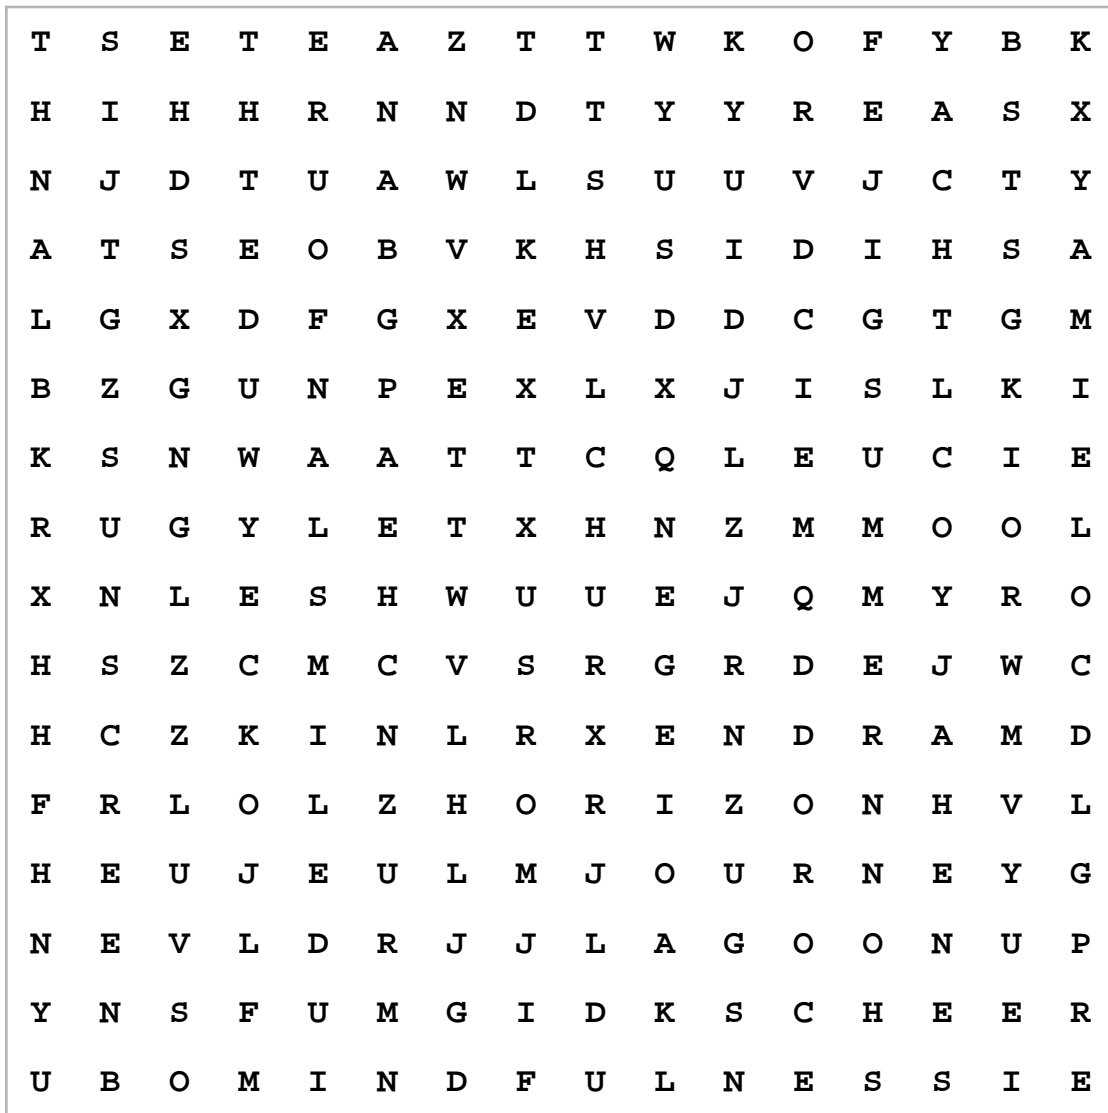 T S E T E A Z T T W K O F Y B K
H I H H R N N D T Y Y R E A S X
N J D T U A W L S U U V J C T Y
A T S E O B V K H S I D I H S A
L G X D F G X E V D D C G T G M
B Z G U N P E X L X J I S L K I
K S N W A A T T C Q L E U C I E
R U G Y L E T X H N Z M M O O L
X N L E S H W U U E J Q M Y R O
H S Z C M C V S R G R D E J W C
H C Z K I N L R X E N D R A M D
F R L O L Z H O R I Z O N H V L
H E U J E U L M J O U R N E Y G
N E V L D R J J L A G O O N U P
Y N S F U M G I D K S C H E E R
U B O M I N D F U L N E S S I E